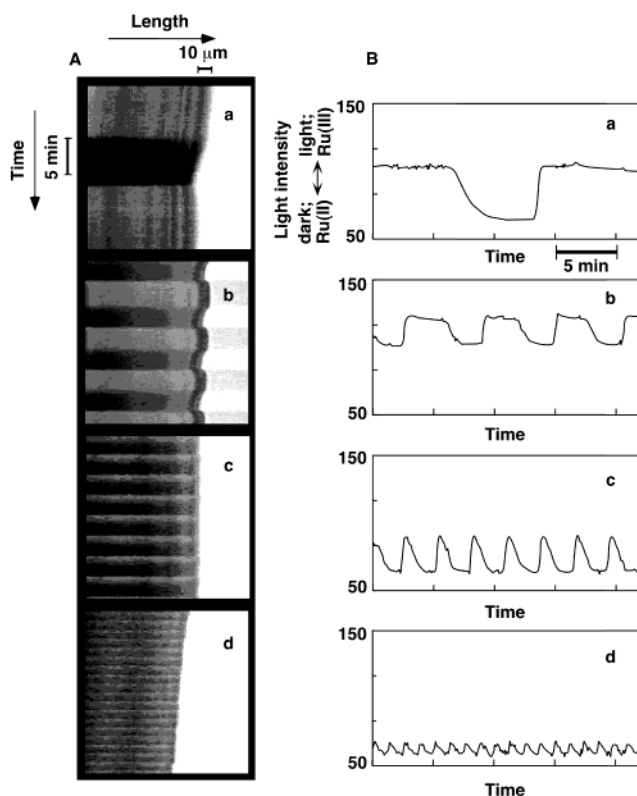 Length
A
10 µm
Time
5 min
a
b
c
d
B
Light intensity
dark; light;
Ru(II) Ru(III)
150
a
50
Time
5 min
150
b
50
Time
150
c
50
Time
150
d
50
Time